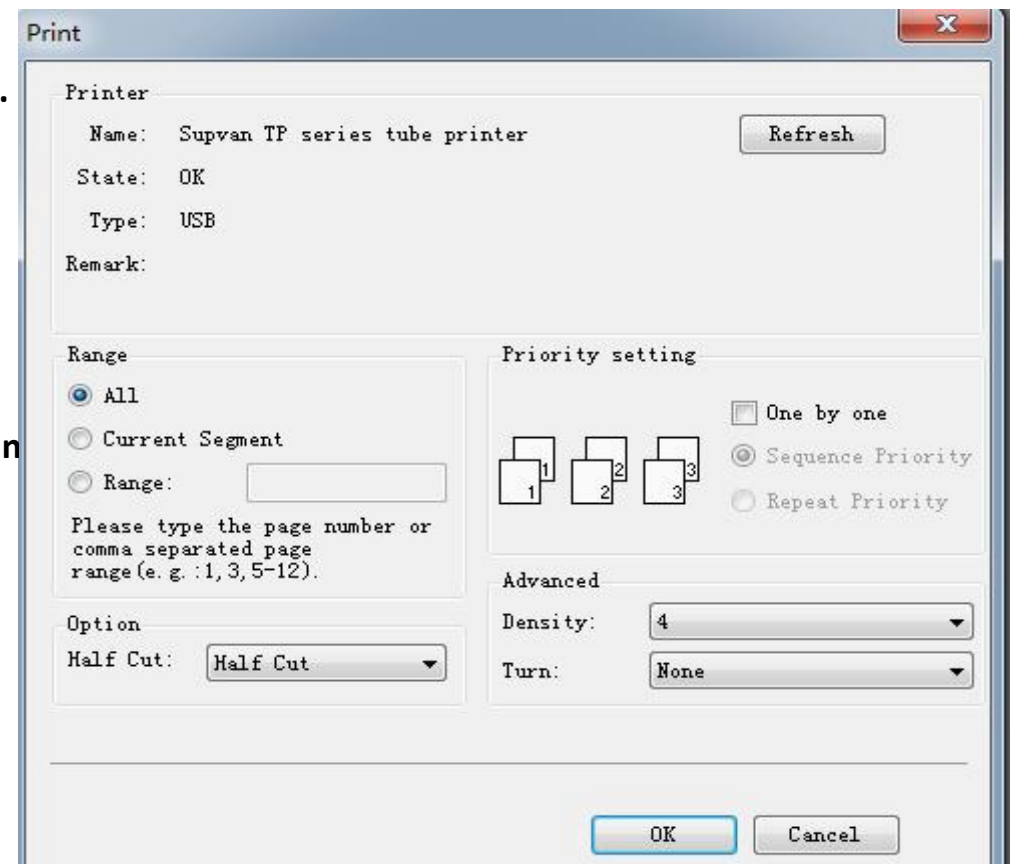 Print
Printer
Name: Supvan TP series tube printer
Refresh
State: OK
Type: USB
Remark:
Range
All
Current Segment
Range:
Please type the page number or
comma separated page
range(e.g.:1,3,5-12).
Priority setting
1 1 2 2 3 3
One by one
Sequence Priority
Repeat Priority
Option
Half Cut: Half Cut
Advanced
Density: 4
Turn: None
OK
Cancel
.
n